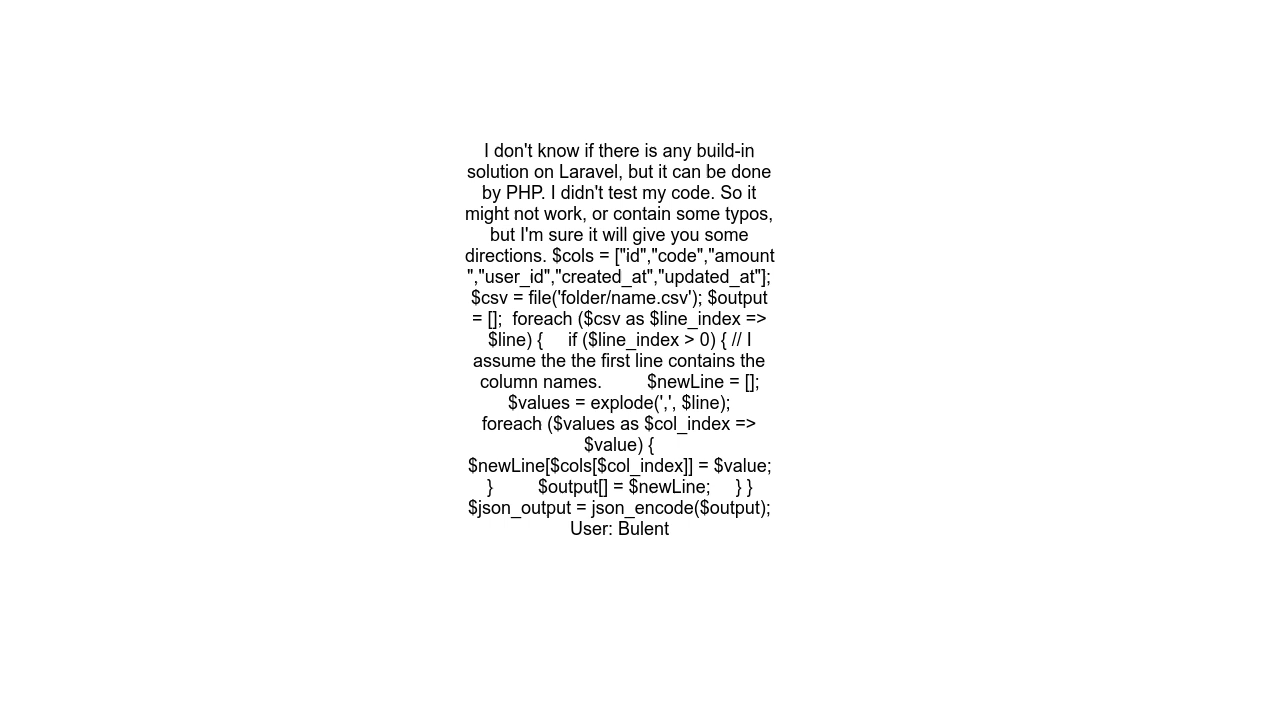 I don't know if there is any build-in
solution on Laravel, but it can be done
by PHP. I didn't test my code. So it
might not work, or contain some typos,
but I'm sure it will give you some
directions. $cols = ["id","code","amount
","user_id","created_at","updated_at"];
$csv = file('folder/name.csv'); $output
= [];  foreach ($csv as $line_index =>
$line) {     if ($line_index > 0) { // I
assume the the first line contains the
column names.         $newLine = [];
$values = explode(',', $line);
foreach ($values as $col_index =>
$value) {
$newLine[$cols[$col_index]] = $value;
}         $output[] = $newLine;     } }
$json_output = json_encode($output);
User: Bulent